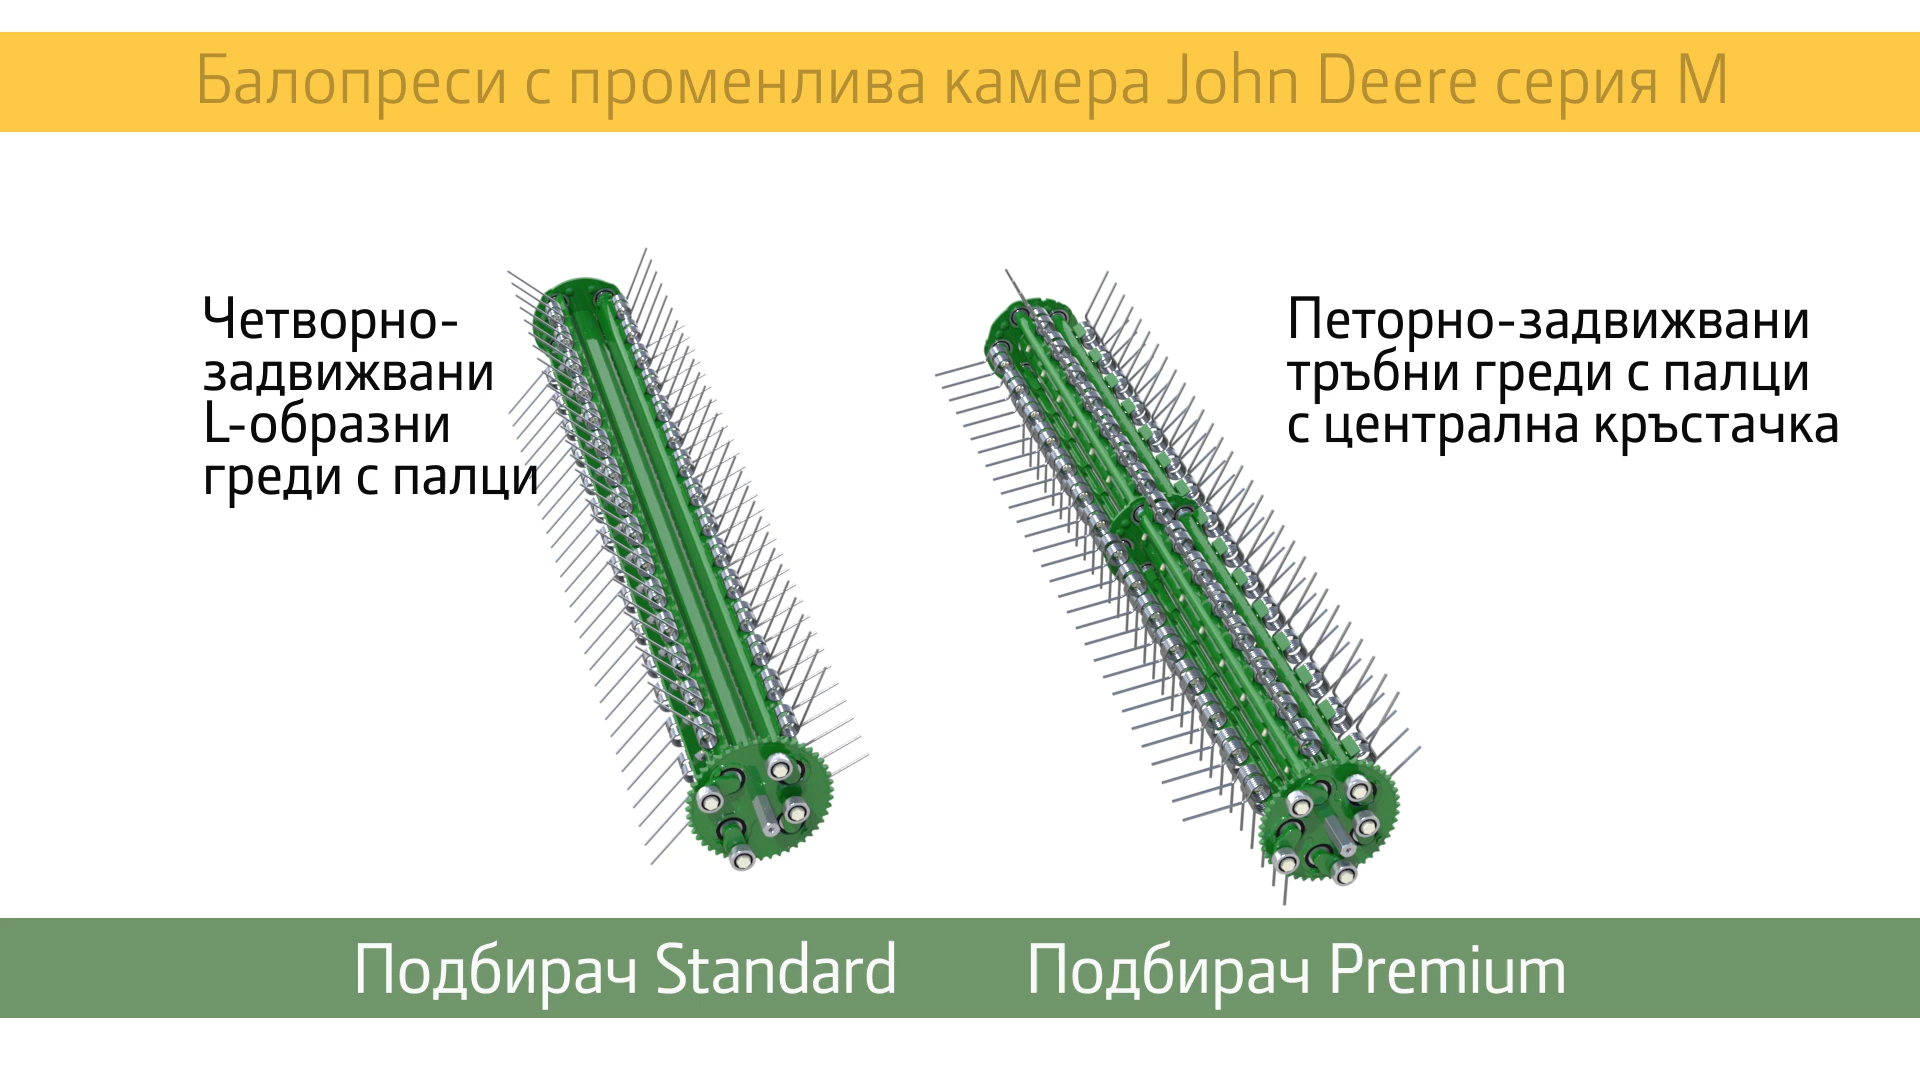 Балопреси с променлива камера John Deere серия M
Четворно-
задвижвани
L-образни
греди с палци
Петорно-задвижвани
тръбни греди с палци
с централна кръстачка
Подбирач Standard
Подбирач Premium